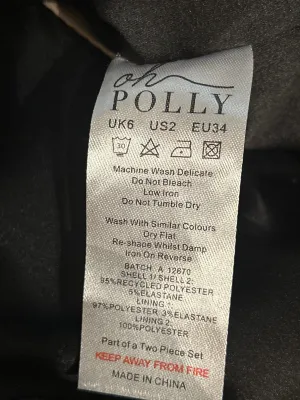 oh
POLLY
UK6 US2 EU34
30
Machine Wash Delicate
Do Not Bleach
Low Iron
Do Not Tumble Dry
Wash With Similar Colours
Dry Flat
Re-shape Whilst Damp
Iron On Reverse
BATCH: A 12670
SHELL 1/ SHELL 2:
95%RECYCLED POLYESTER
5%ELASTANE
LINING 1:
97%POLYESTER 3%ELASTANE
LINING 2:
100%POLYESTER
Part of a Two Piece Set
KEEP AWAY FROM FIRE
MADE IN CHINA